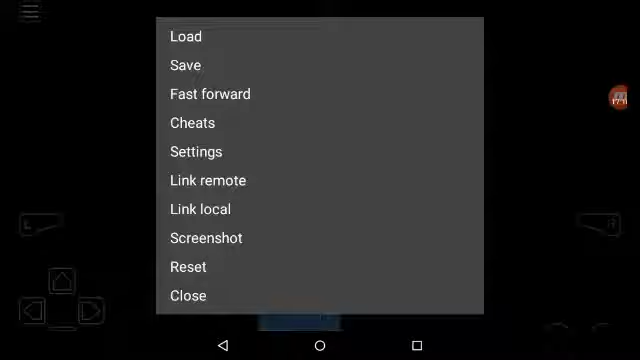 Load
Save
Fast forward
Cheats
Settings
Link remote
Link local
Screenshot
Reset
Close